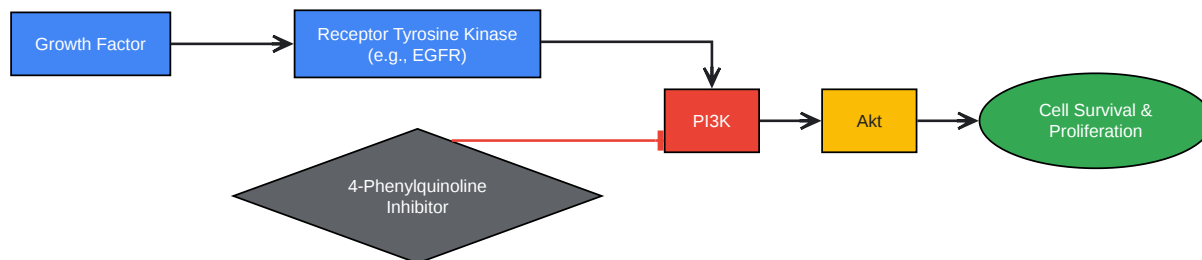 Growth Factor
Receptor Tyrosine Kinase
(e.g., EGFR)
PI3K
Akt
Cell Survival &
Proliferation
4-Phenylquinoline
Inhibitor